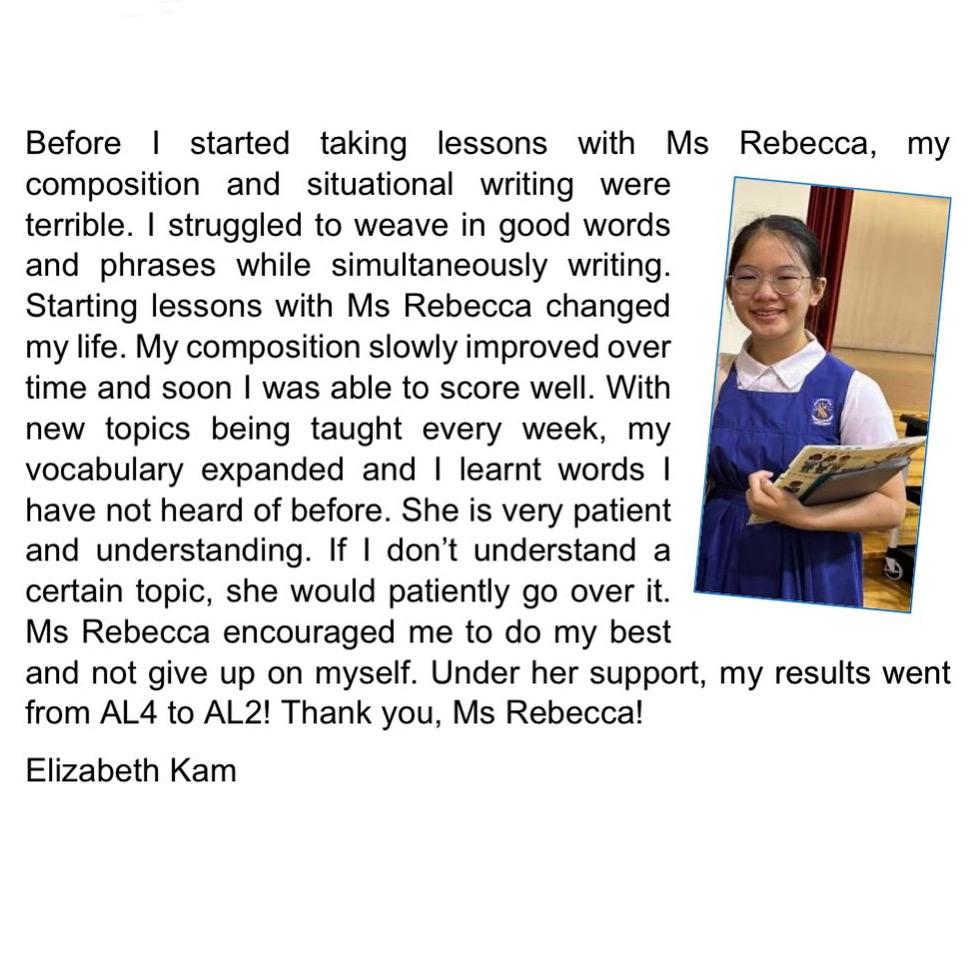 Before I started taking lessons with Ms Rebecca, my
composition and situational writing were
terrible. I struggled to weave in good words
and phrases while simultaneously writing.
Starting lessons with Ms Rebecca changed
my life. My composition slowly improved over
time and soon I was able to score well. With
new topics being taught every week, my
vocabulary expanded and I learnt words I
have not heard of before. She is very patient
and understanding. If I don’t understand a
certain topic, she would patiently go over it.
Ms Rebecca encouraged me to do my best
and not give up on myself. Under her support, my results went
from AL4 to AL2! Thank you, Ms Rebecca!
Elizabeth Kam